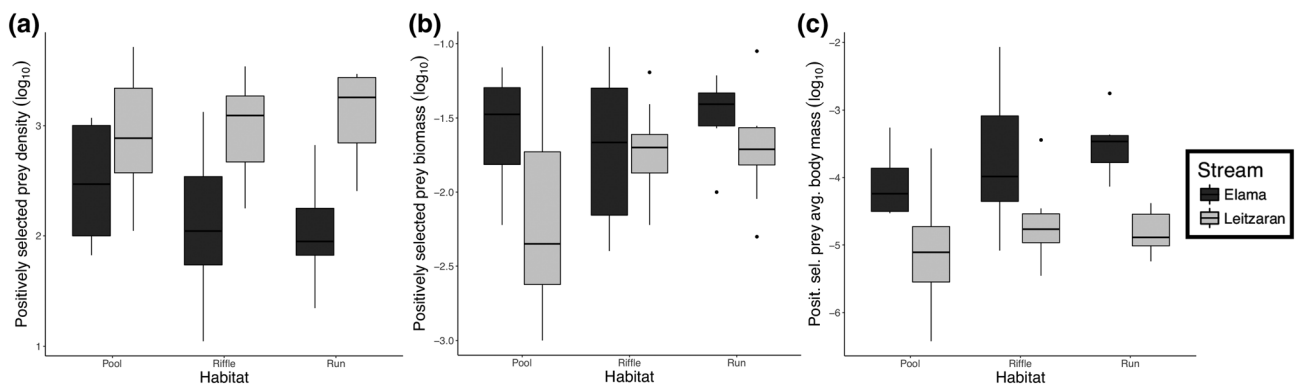 (a)
Positively selected prey density (log10)
3
2
1
Pool Riffle Run
Habitat
(b)
Positively selected prey biomass (log10)
−1.0
−1.5
−2.0
−2.5
−3.0
Pool Riffle Run
Habitat
(c)
Posit. sel. prey avg. body mass (log10)
−2
−3
−4
−5
−6
Pool Riffle Run
Habitat
Stream
Elama
Leitzaran